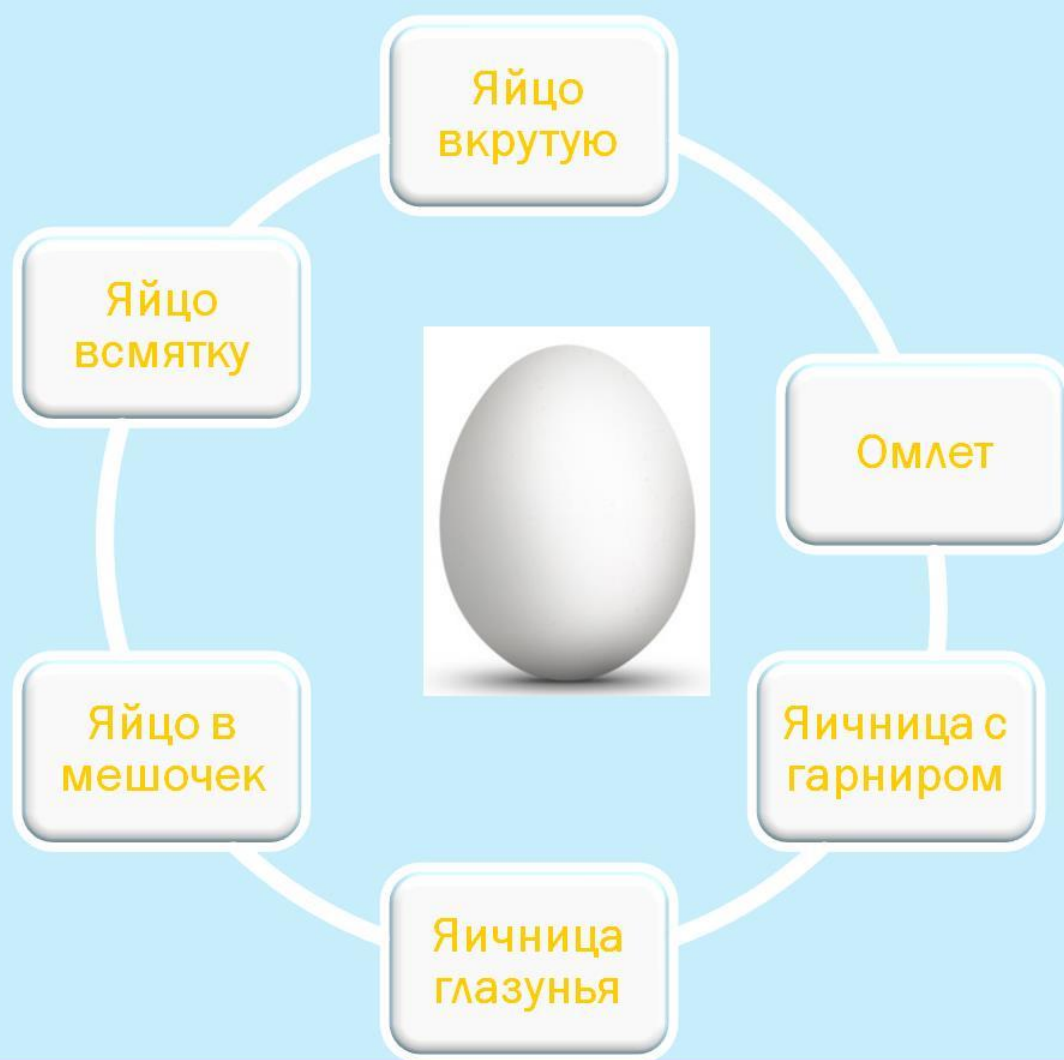 Яйцо
вкрутую
Яйцо
всмятку
Омлет
Яйцо в
мешочек
Яичница с
гарниром
Яичница
глазунья